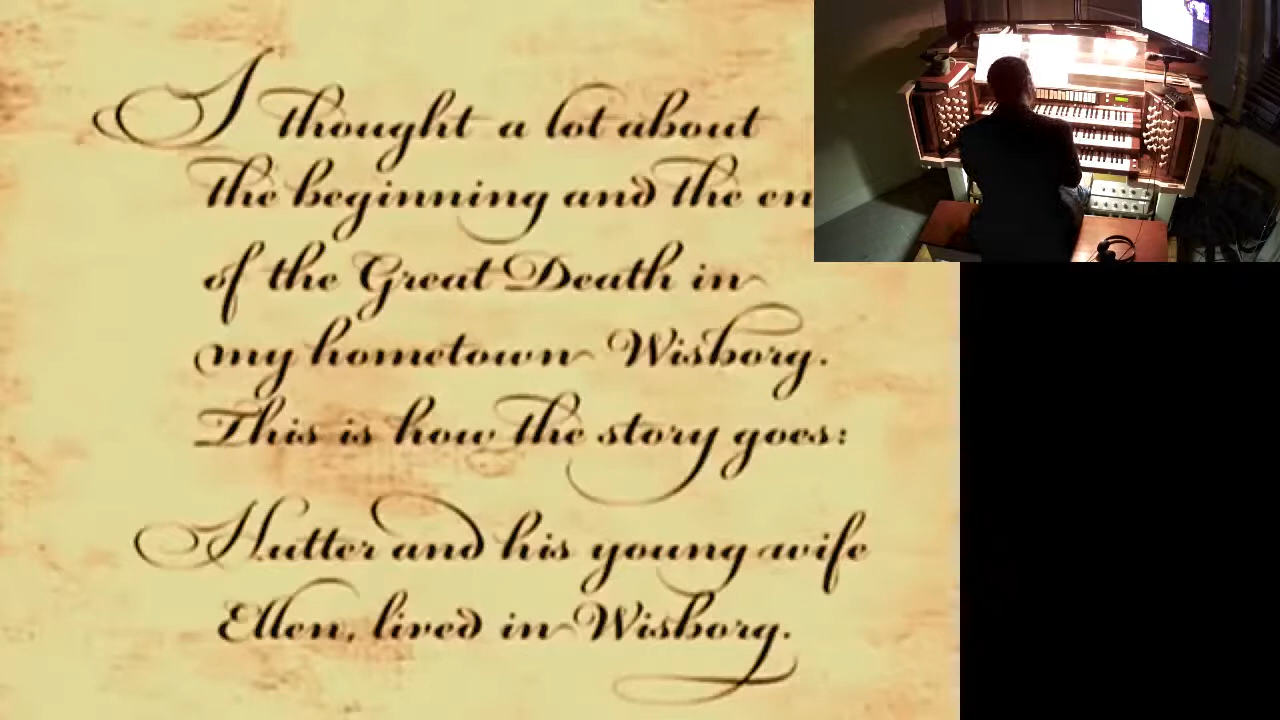 I thought a lot about
the beginning and the en
of the Great Death in
my hometown Wisborg.
This is how the story goes:
Hutter and his young wife
Ellen, lived in Wisborg.